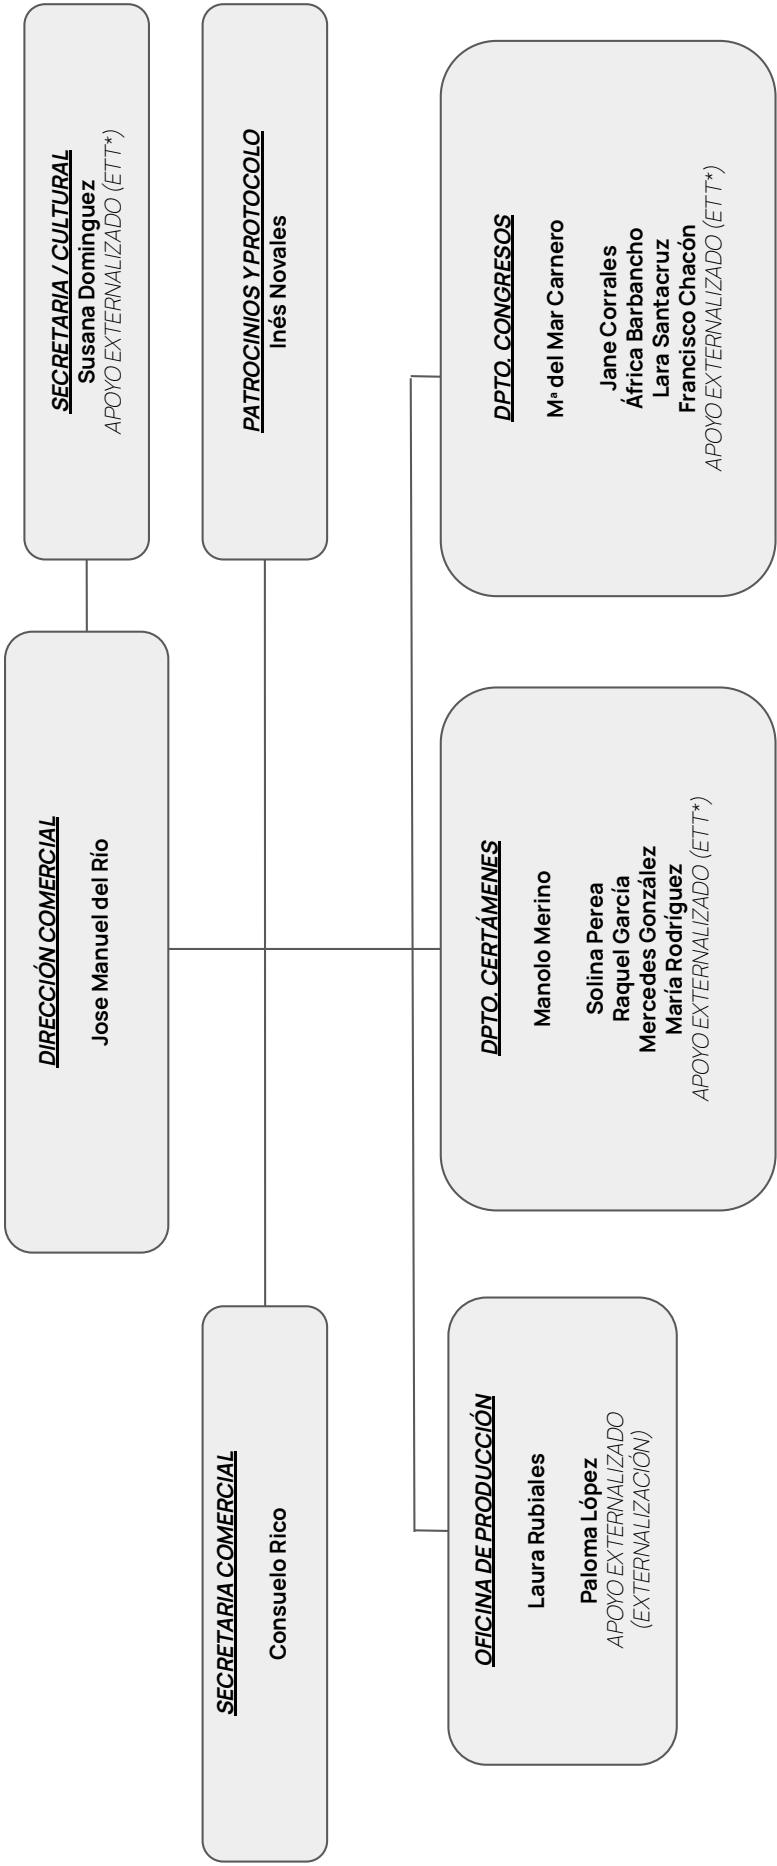 DIRECCIÓN COMERCIAL
Jose Manuel del Río
SECRETARIA / CULTURAL
Susana Dominguez
APOYO EXTERNALIZADO (ETT*)
SECRETARIA COMERCIAL
Consuelo Rico
PATROCINIOS Y PROTOCOLO
Inés Novales
OFICINA DE PRODUCCIÓN
Laura Rubiales
Paloma López
APOYO EXTERNALIZADO
(EXTERNALIZACIÓN)
DPTO. CERTÁMENES
Manolo Merino
Solina Perea
Raquel García
Mercedes González
María Rodríguez
APOYO EXTERNALIZADO (ETT*)
DPTO. CONGRESOS
Mª del Mar Carnero
Jane Corrales
África Barbancho
Lara Santacruz
Francisco Chacón
APOYO EXTERNALIZADO (ETT*)